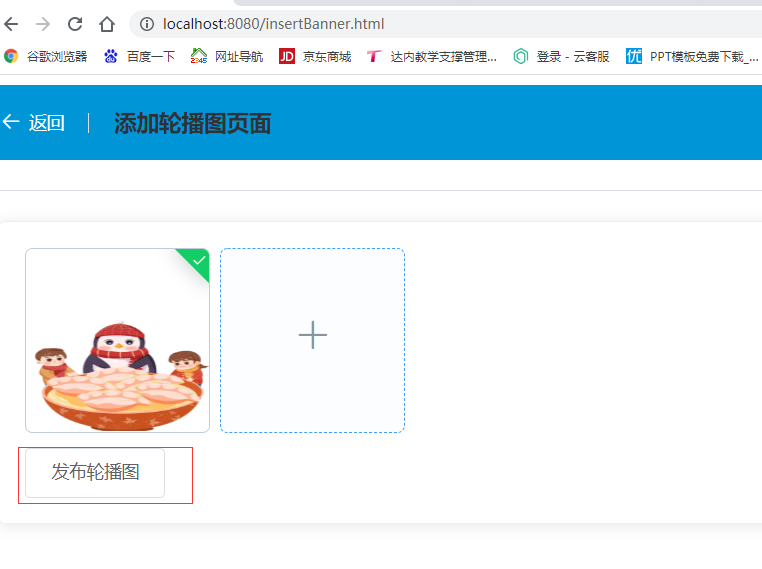 localhost:8080/insertBanner.html
谷歌浏览器 百度一下 2345 网址导航 JD 京东商城 T 达内教学支撑管理... 登录 - 云客服 优 PPT模板免费下载_...
返回 | 添加轮播图页面
发布轮播图